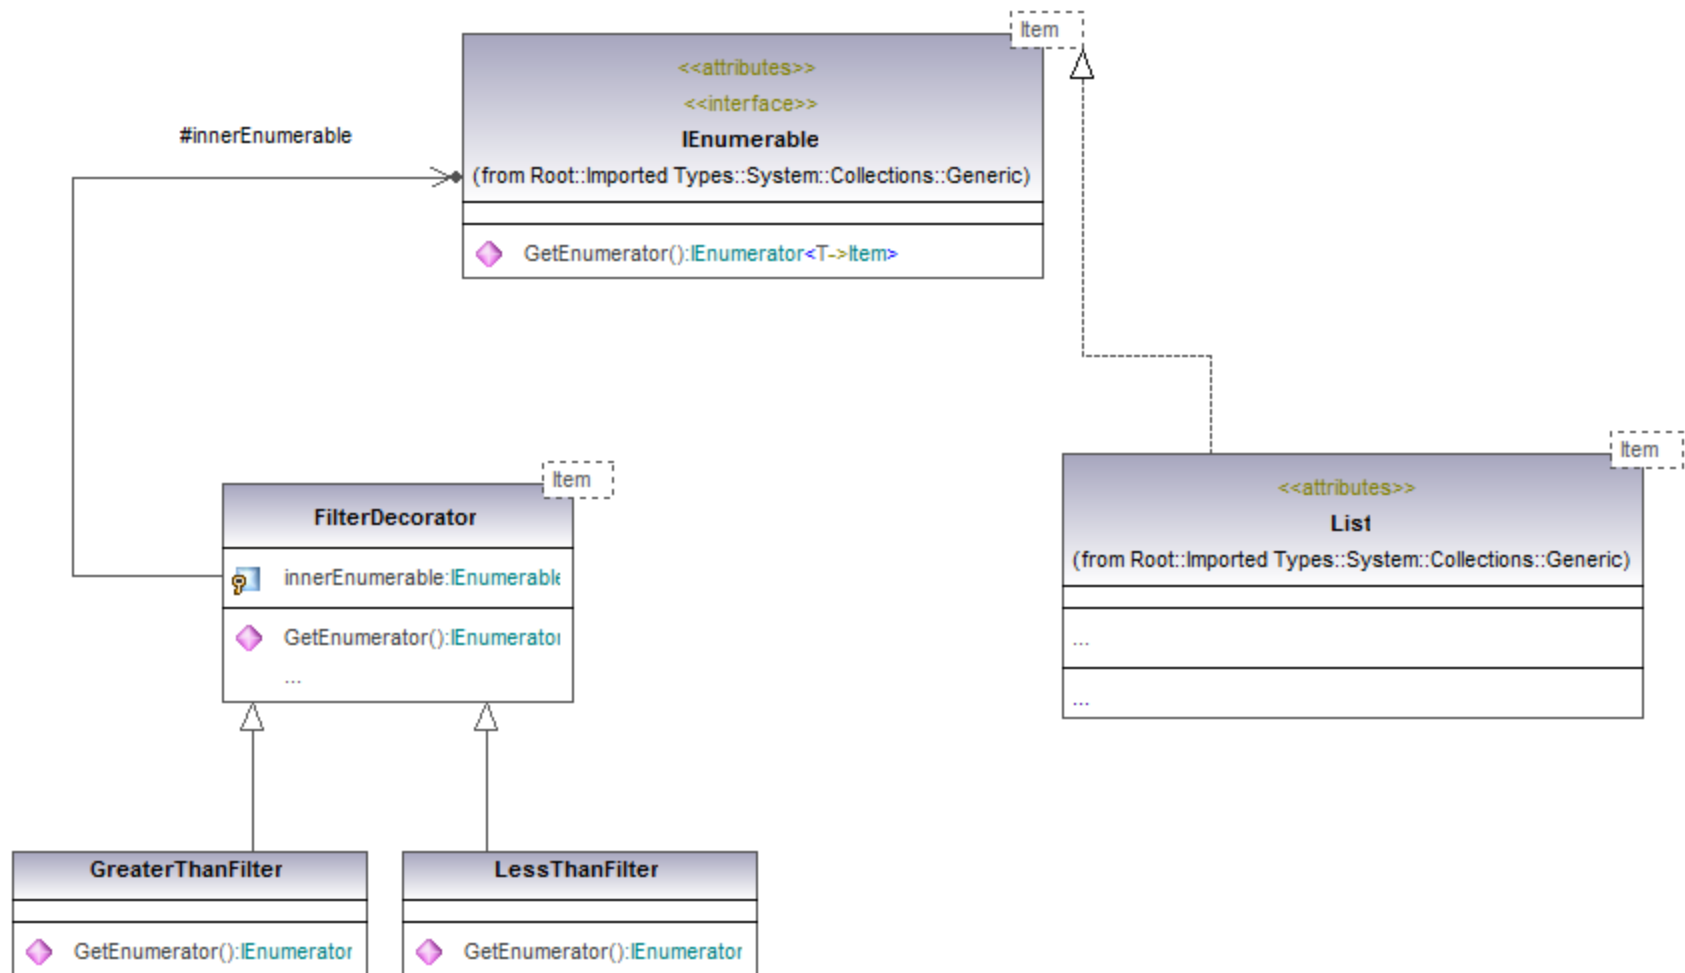 Item
<<attributes>>
<<interface>>
IEnumerable
(from Root::Imported Types::System::Collections::Generic)
GetEnumerator():IEnumerator<T->Item>
#innerEnumerable
Item
FilterDecorator
innerEnumerable:IEnumerable
GetEnumerator():IEnumerator
...
Item
<<attributes>>
List
(from Root::Imported Types::System::Collections::Generic)
...
...
GreaterThanFilter
GetEnumerator():IEnumerator
LessThanFilter
GetEnumerator():IEnumerator